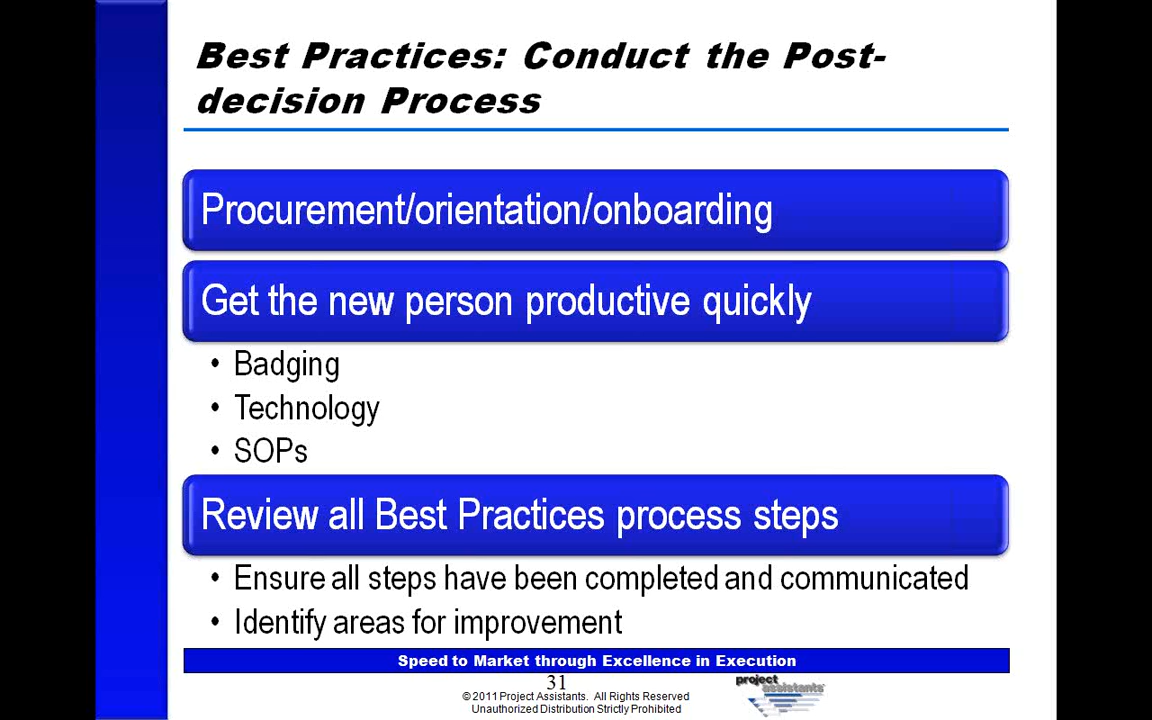 Best Practices: Conduct the Post-
decision Process
Procurement/orientation/onboarding
Get the new person productive quickly
• Badging
• Technology
• SOPs
Review all Best Practices process steps
• Ensure all steps have been completed and communicated
• Identify areas for improvement
Speed to Market through Excellence in Execution
31
©2011 Project Assistants. All Rights Reserved
Unauthorized Distribution Strictly Prohibited
project
assistants